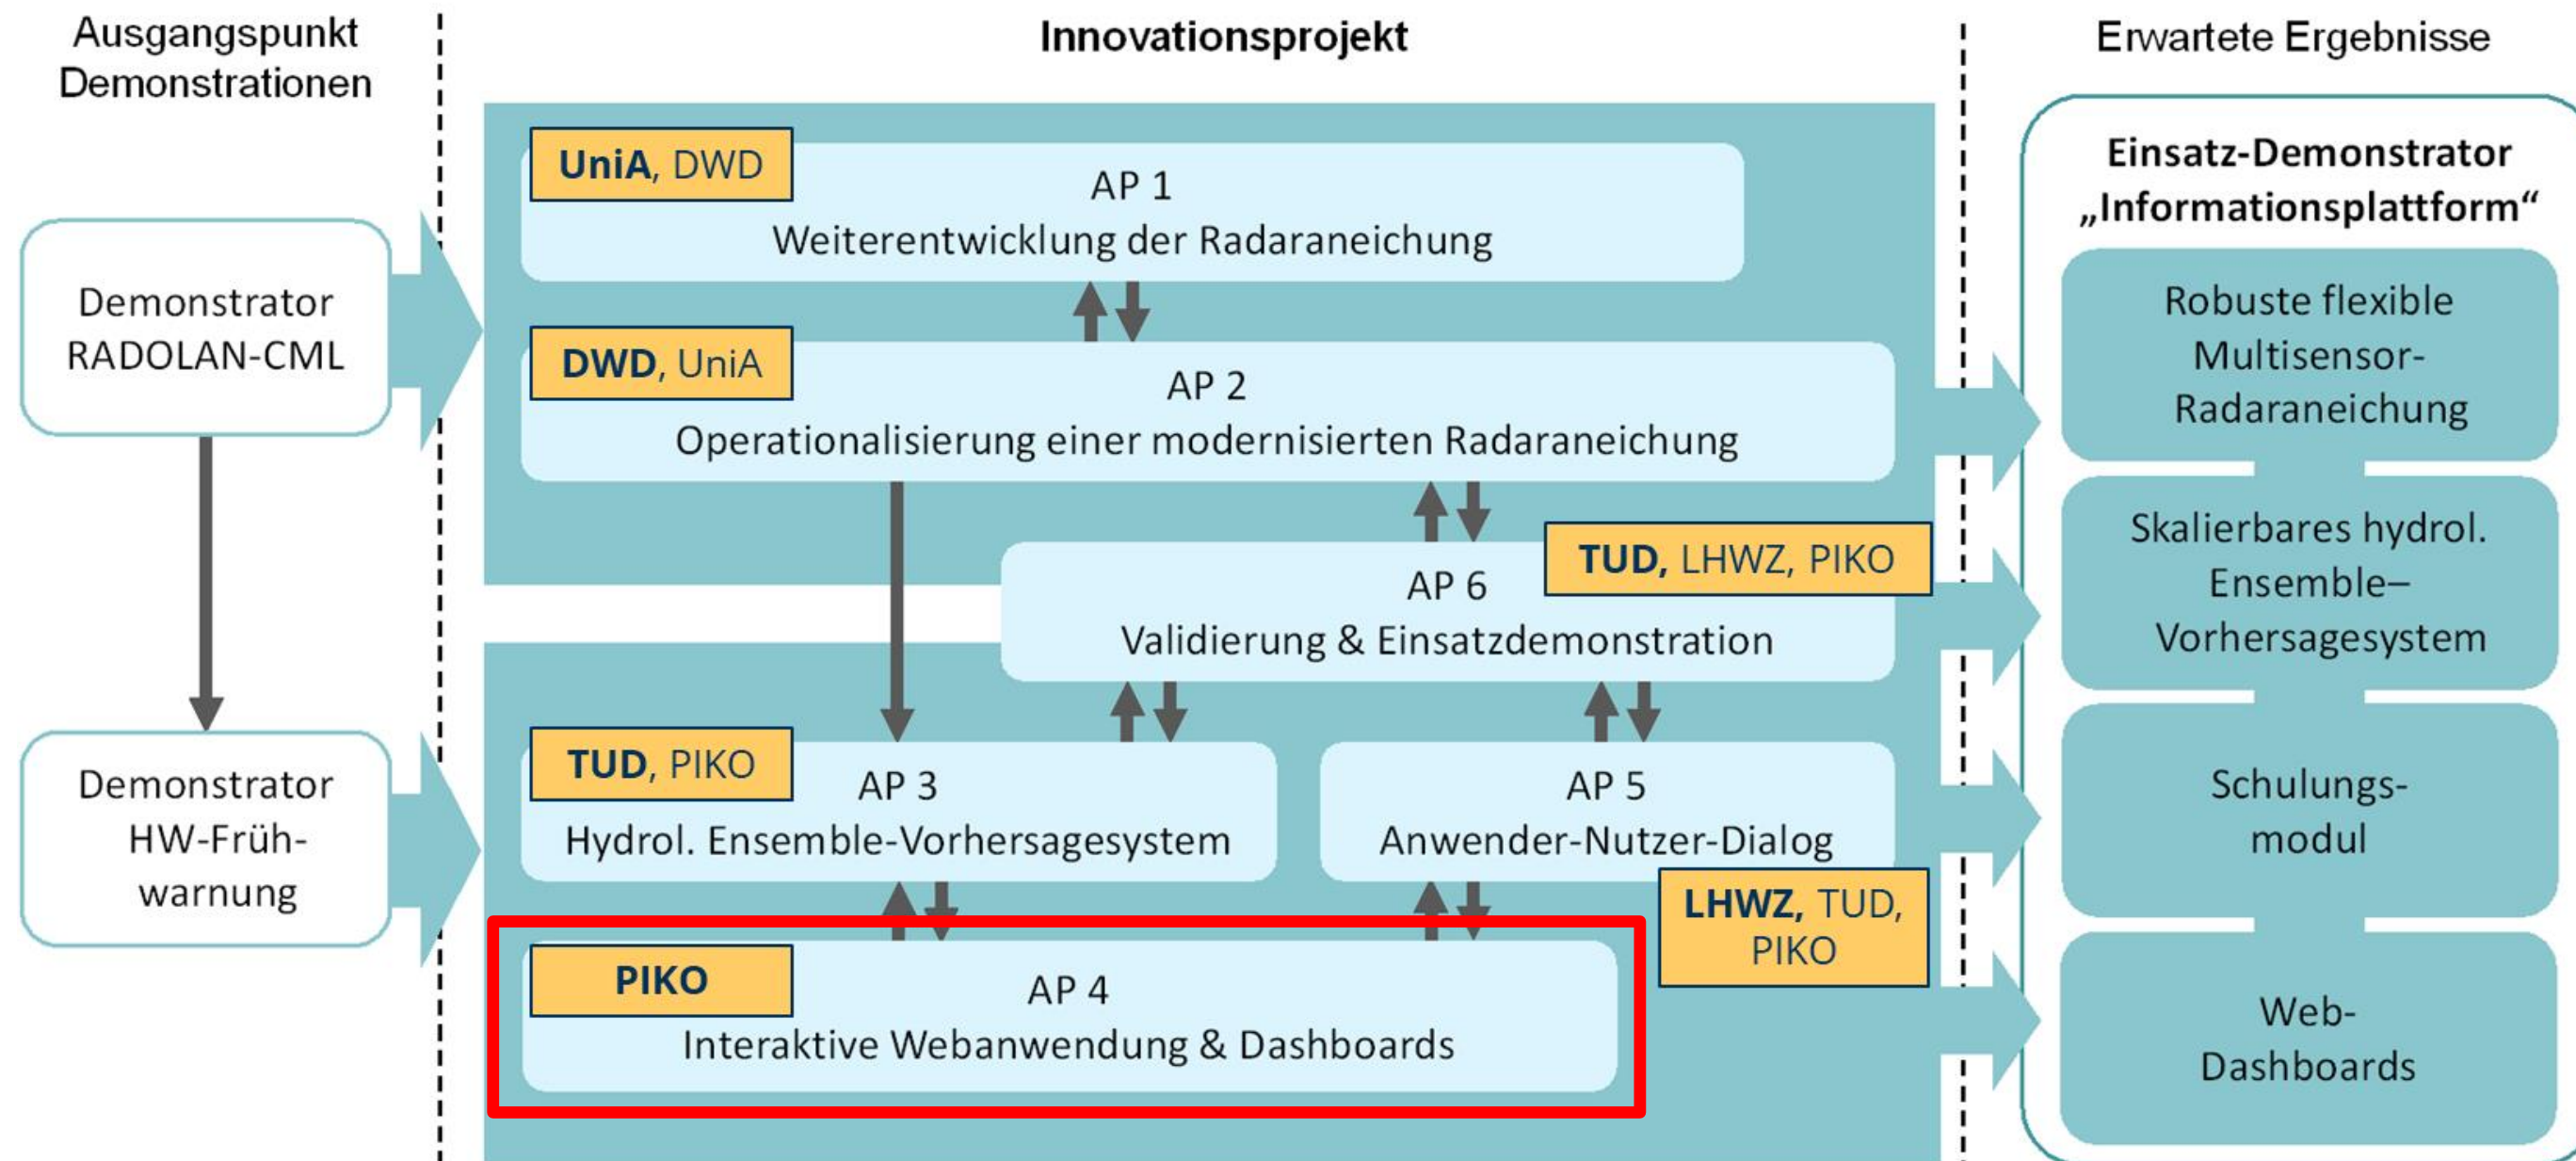 Ausgangspunkt
Demonstrationen
Innovationsprojekt
Erwartete Ergebnisse
Demonstrator
RADOLAN-CML
Demonstrator
HW-Früh-
warnung
UniA, DWD
AP 1
Weiterentwicklung der Radaraneichung
DWD, UniA
AP 2
Operationalisierung einer modernisierten Radaraneichung
TUD, LHWZ, PIKO
AP 6
Validierung & Einsatzdemonstration
TUD, PIKO
AP 3
Hydrol. Ensemble-Vorhersagesystem
AP 5
Anwender-Nutzer-Dialog
LHWZ, TUD,
PIKO
PIKO
AP 4
Interaktive Webanwendung & Dashboards
Einsatz-Demonstrator
„Informationsplattform“
Robuste flexible
Multisensor-
Radaraneichung
Skalierbares hydrol.
Ensemble–
Vorhersagesystem
Schulungs-
modul
Web-
Dashboards